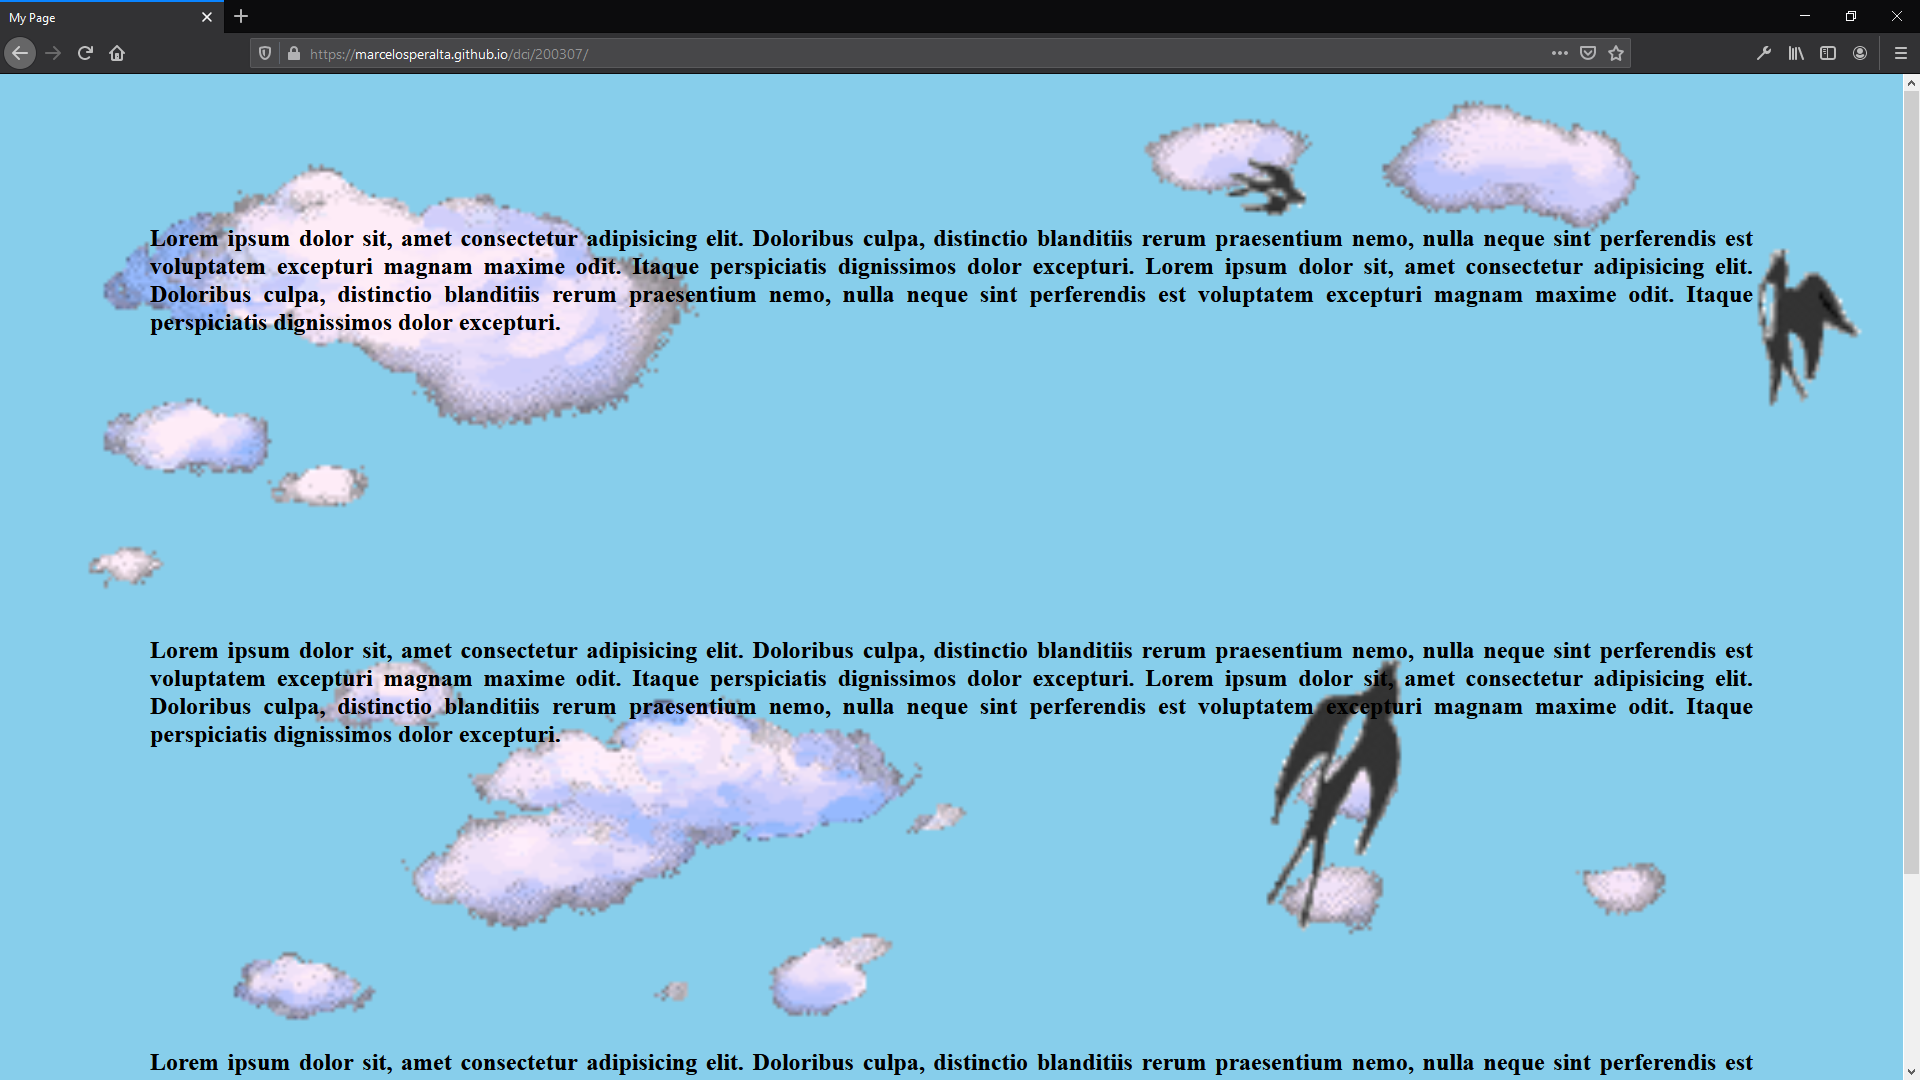 My Page
https://marcelosperalta.github.io/dci/200307/
Lorem ipsum dolor sit, amet consectetur adipisicing elit. Doloribus culpa, distinctio blanditiis rerum praesentium nemo, nulla neque sint perferendis est
voluptatem excepturi magnam maxime odit. Itaque perspiciatis dignissimos dolor excepturi. Lorem ipsum dolor sit, amet consectetur adipisicing elit.
Doloribus culpa, distinctio blanditiis rerum praesentium nemo, nulla neque sint perferendis est voluptatem excepturi magnam maxime odit. Itaque
perspiciatis dignissimos dolor excepturi.
Lorem ipsum dolor sit, amet consectetur adipisicing elit. Doloribus culpa, distinctio blanditiis rerum praesentium nemo, nulla neque sint perferendis est
voluptatem excepturi magnam maxime odit. Itaque perspiciatis dignissimos dolor excepturi. Lorem ipsum dolor sit, amet consectetur adipisicing elit.
Doloribus culpa, distinctio blanditiis rerum praesentium nemo, nulla neque sint perferendis est voluptatem excepturi magnam maxime odit. Itaque
perspiciatis dignissimos dolor excepturi.
Lorem ipsum dolor sit, amet consectetur adipisicing elit. Doloribus culpa, distinctio blanditiis rerum praesentium nemo, nulla neque sint perferendis est